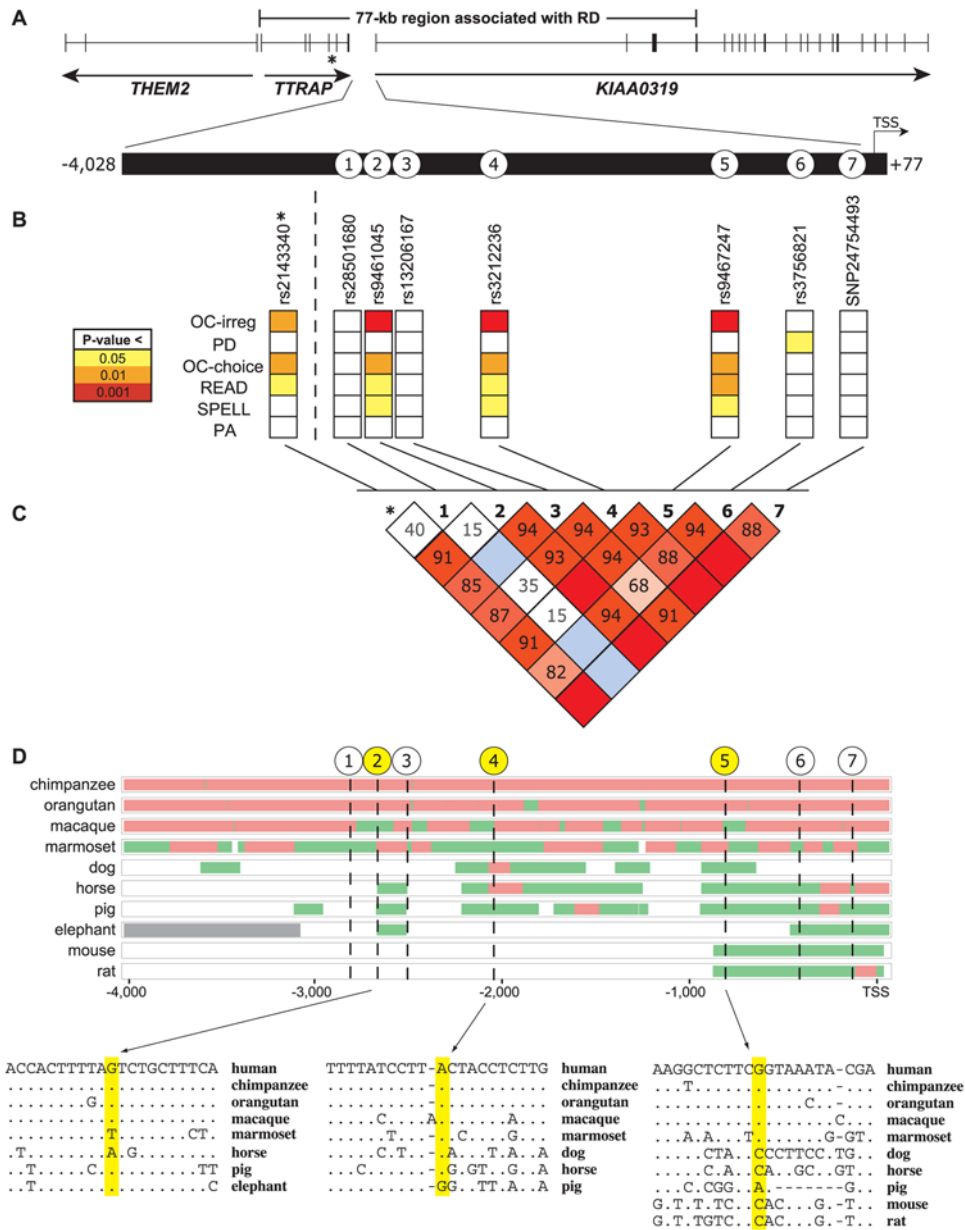 A
77-kb region associated with RD
*
THEM2 TTRAP KIAA0319
TSS
-4,028 1 2 3 4 5 6 7 +77
B
rs2143340* rs28501680 rs9461045 rs13206167 rs3212236 rs9467247 rs3756821 SNP24754493
P-value <
0.05
0.01
0.001
OC-irreg
PD
OC-choice
READ
SPELL
PA
C
* 1 2 3 4 5 6 7
40 15 94 94 93 94 88
91 93 94 88
85 35 68
87 15 94 91
91
82
D
1 2 3 4 5 6 7
chimpanzee
orangutan
macaque
marmoset
dog
horse
pig
elephant
mouse
rat
-4,000 -3,000 -2,000 -1,000 TSS
ACCACTTTTAGTCTGCTTTCA human
..................... chimpanzee
........G............ orangutan
..................... macaque
..........T.......CT. marmoset
.T........A.G........ horse
..T.....C..........TT pig
..T.................C elephant
TTTTATCCTT-ACTACCTCTTG human
..........-........... chimpanzee
..........-........... orangutan
.....C....A.......A... macaque
......T...-..C....G... marmoset
.....C.T..-.A...T.A..A dog
...C........G.GT..G..A horse
...........GG..TT.A..A pig
AAGGCTCTTCGGTAAATA-CGA human
...T..............-... chimpanzee
...............C..-... orangutan
..................C... macaque
...A.A...T.......G-GT. marmoset
.....CTA..CCCTTCC.TG.. dog
.....C.A..CA..GC..GT.. horse
...C.CGG..A.-------G.. pig
G.T.T.TC..CAC...G.-T.. mouse
G.T.TGTC..CAC...G.-T.. rat